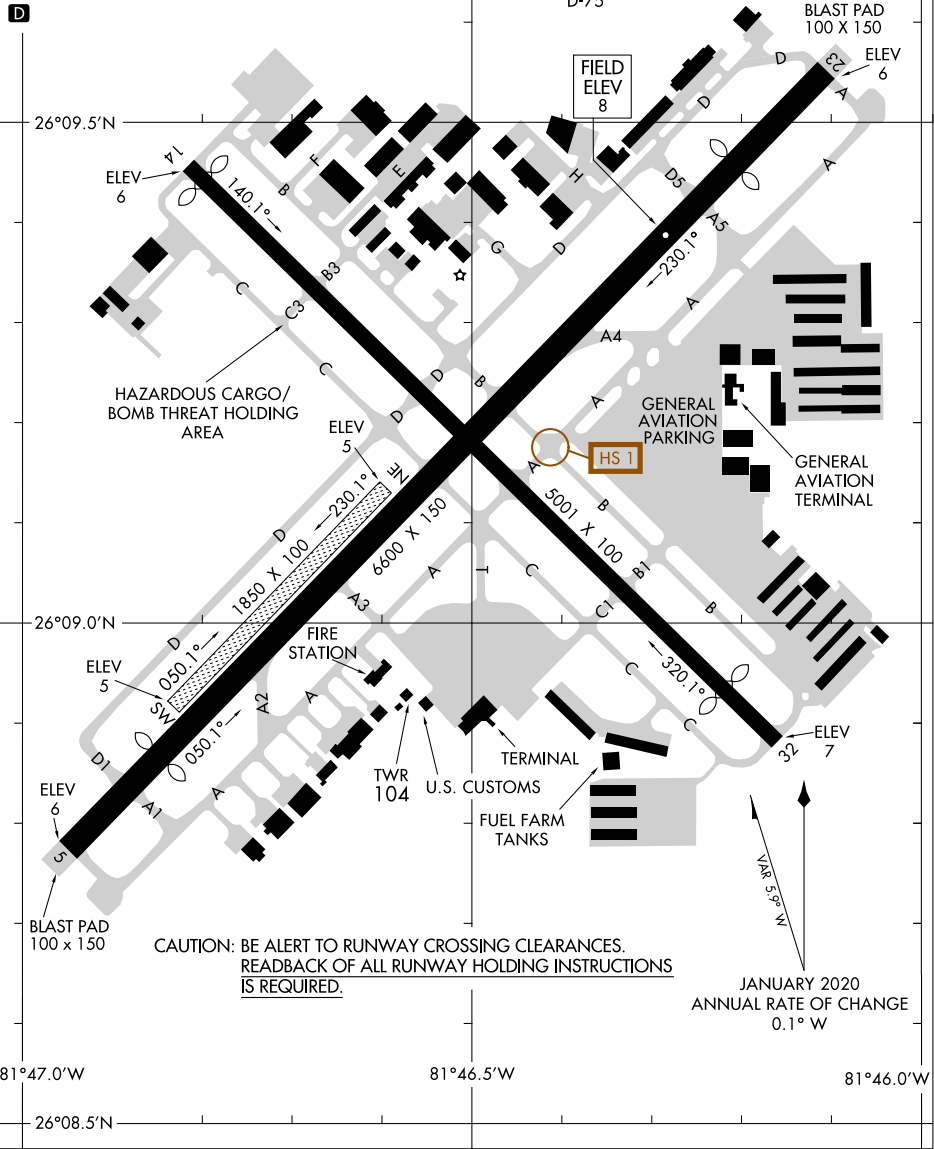 D
D-75
BLAST PAD
100 X 150
23
ELEV
6
FIELD
ELEV
8
D
A
D
26°09.5'N
14
ELEV
6
140.1°
B
F
E
H
D5
A
A5
G
D
230.1°
B3
C
C3
A
A4
C
D
B
HAZARDOUS CARGO/
BOMB THREAT HOLDING
AREA
D
A
GENERAL
AVIATION
PARKING
ELEV
5
HS 1
A
NE
GENERAL
AVIATION
TERMINAL
230.1°
5001 X 100
B
D
1850 X 100
6600 X 150
A
T
C
B1
A3
C1
B
26°09.0'N
D
FIRE
STATION
050.1°
ELEV
5
SW
A2
A
C
320.1°
050.1°
C
D1
TERMINAL
32
ELEV
7
TWR
104
U.S. CUSTOMS
ELEV
6
A1
A
FUEL FARM
TANKS
5
VAR 5.9° W
BLAST PAD
100 x 150
CAUTION: BE ALERT TO RUNWAY CROSSING CLEARANCES.
READBACK OF ALL RUNWAY HOLDING INSTRUCTIONS
IS REQUIRED.
JANUARY 2020
ANNUAL RATE OF CHANGE
0.1° W
81°47.0'W
81°46.5'W
81°46.0'W
26°08.5'N